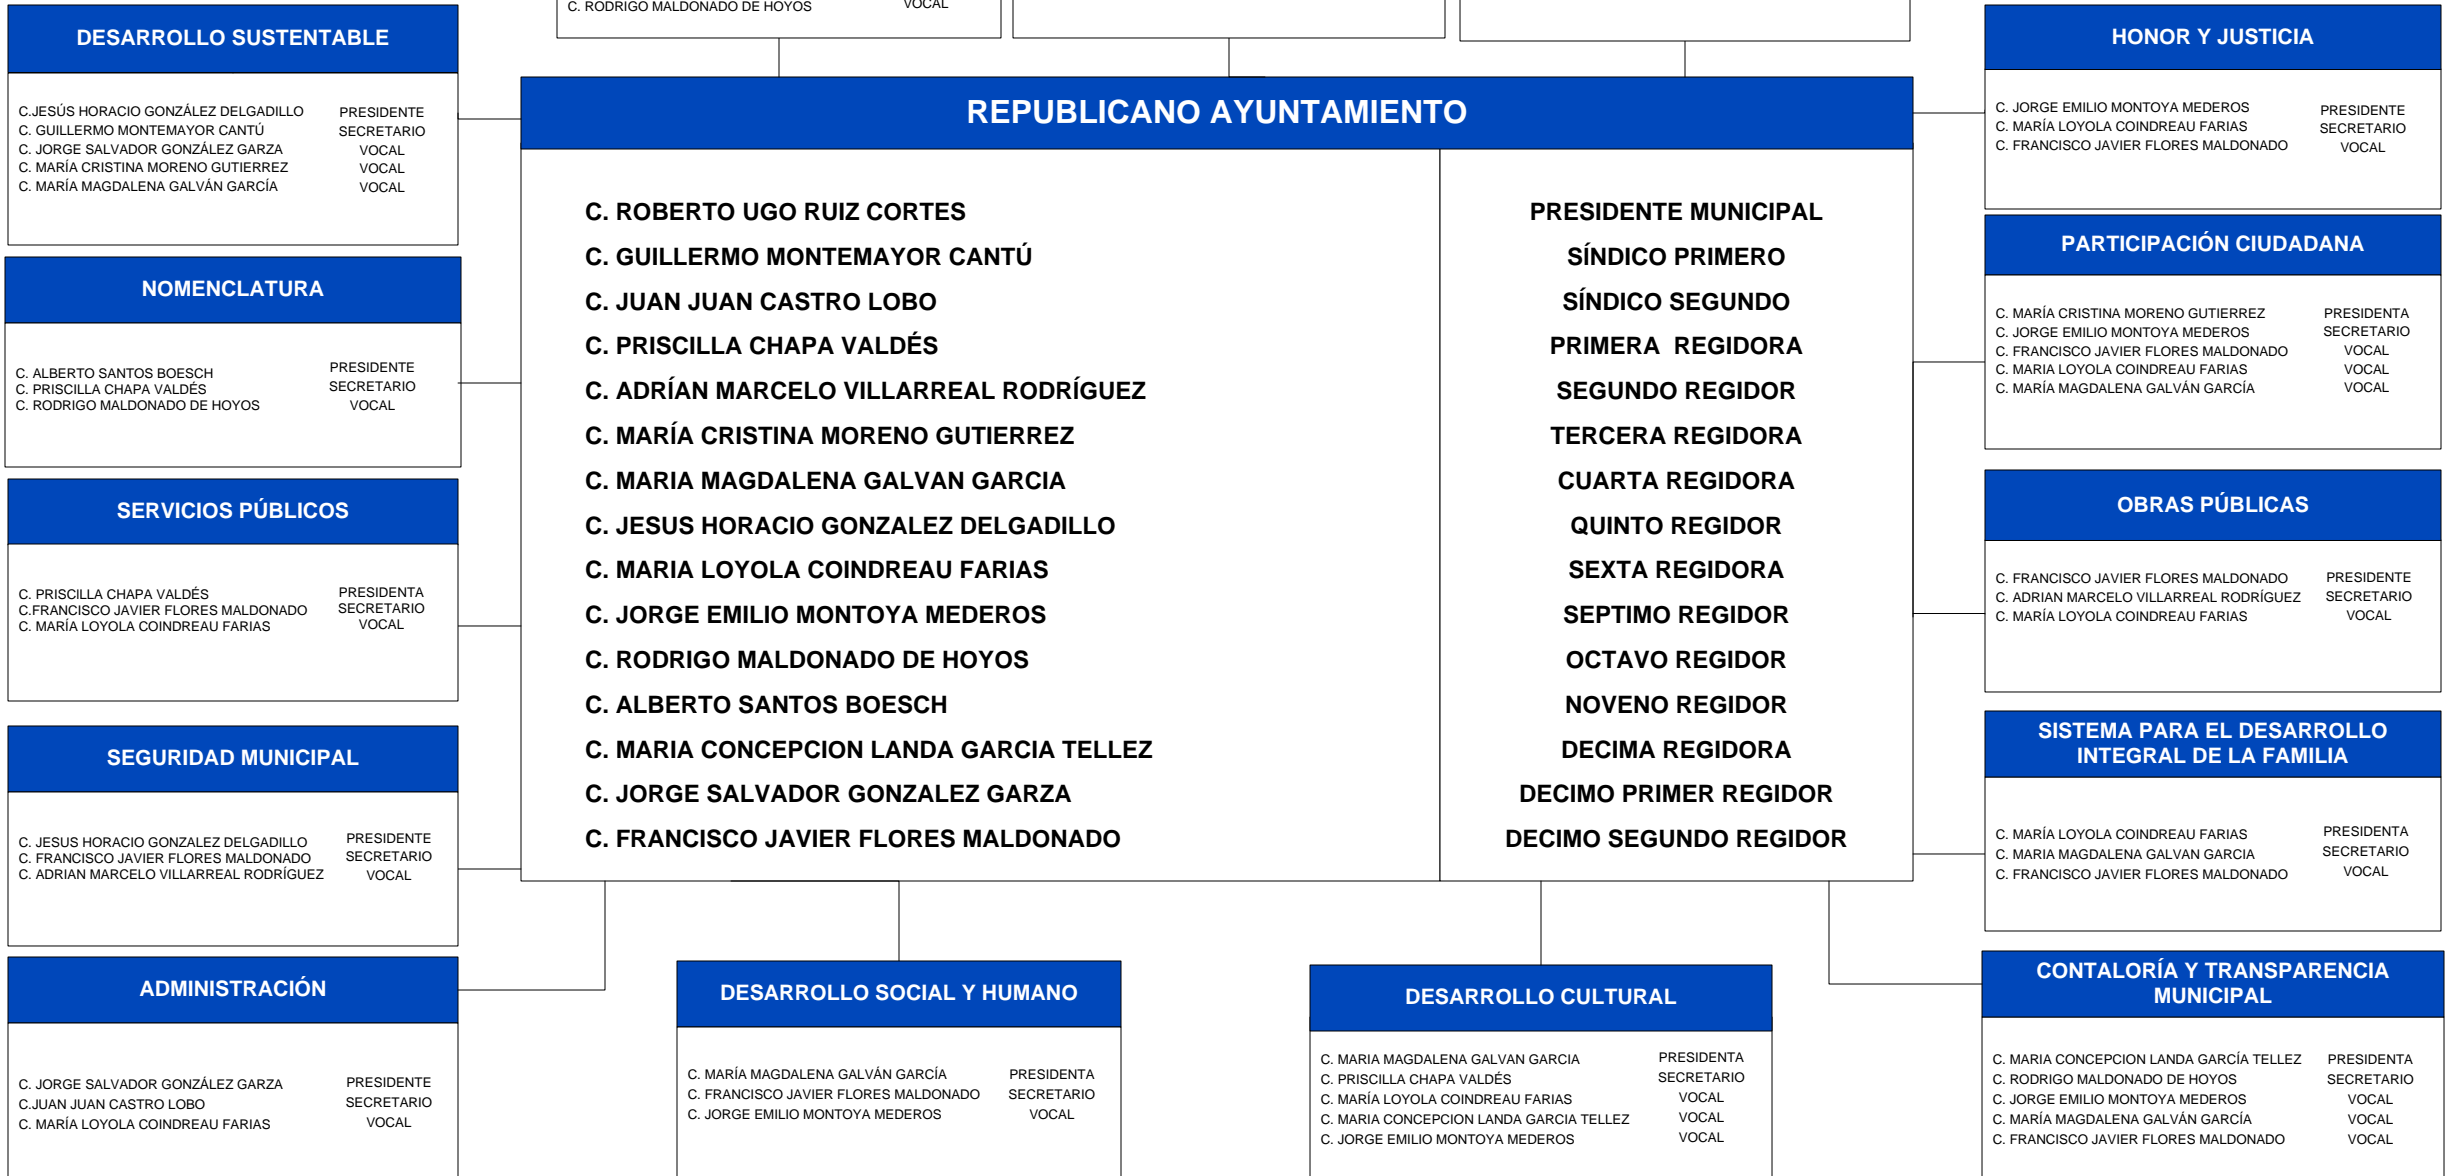 C. RODRIGO MALDONADO DE HOYOS VOCAL
DESARROLLO SUSTENTABLE
C.JESÚS HORACIO GONZÁLEZ DELGADILLO PRESIDENTE
C. GUILLERMO MONTEMAYOR CANTÚ SECRETARIO
C. JORGE SALVADOR GONZÁLEZ GARZA VOCAL
C. MARÍA CRISTINA MORENO GUTIERREZ VOCAL
C. MARÍA MAGDALENA GALVÁN GARCÍA VOCAL
NOMENCLATURA
C. ALBERTO SANTOS BOESCH PRESIDENTE
C. PRISCILLA CHAPA VALDÉS SECRETARIO
C. RODRIGO MALDONADO DE HOYOS VOCAL
SERVICIOS PÚBLICOS
C. PRISCILLA CHAPA VALDÉS PRESIDENTA
C.FRANCISCO JAVIER FLORES MALDONADO SECRETARIO
C. MARÍA LOYOLA COINDREAU FARIAS VOCAL
SEGURIDAD MUNICIPAL
C. JESUS HORACIO GONZALEZ DELGADILLO PRESIDENTE
C. FRANCISCO JAVIER FLORES MALDONADO SECRETARIO
C. ADRIAN MARCELO VILLARREAL RODRÍGUEZ VOCAL
ADMINISTRACIÓN
C. JORGE SALVADOR GONZÁLEZ GARZA PRESIDENTE
C.JUAN JUAN CASTRO LOBO SECRETARIO
C. MARÍA LOYOLA COINDREAU FARIAS VOCAL
REPUBLICANO AYUNTAMIENTO
C. ROBERTO UGO RUIZ CORTES PRESIDENTE MUNICIPAL
C. GUILLERMO MONTEMAYOR CANTÚ SÍNDICO PRIMERO
C. JUAN JUAN CASTRO LOBO SÍNDICO SEGUNDO
C. PRISCILLA CHAPA VALDÉS PRIMERA REGIDORA
C. ADRÍAN MARCELO VILLARREAL RODRÍGUEZ SEGUNDO REGIDOR
C. MARÍA CRISTINA MORENO GUTIERREZ TERCERA REGIDORA
C. MARIA MAGDALENA GALVAN GARCIA CUARTA REGIDORA
C. JESUS HORACIO GONZALEZ DELGADILLO QUINTO REGIDOR
C. MARIA LOYOLA COINDREAU FARIAS SEXTA REGIDORA
C. JORGE EMILIO MONTOYA MEDEROS SEPTIMO REGIDOR
C. RODRIGO MALDONADO DE HOYOS OCTAVO REGIDOR
C. ALBERTO SANTOS BOESCH NOVENO REGIDOR
C. MARIA CONCEPCION LANDA GARCIA TELLEZ DECIMA REGIDORA
C. JORGE SALVADOR GONZALEZ GARZA DECIMO PRIMER REGIDOR
C. FRANCISCO JAVIER FLORES MALDONADO DECIMO SEGUNDO REGIDOR
DESARROLLO SOCIAL Y HUMANO
C. MARÍA MAGDALENA GALVÁN GARCÍA PRESIDENTA
C. FRANCISCO JAVIER FLORES MALDONADO SECRETARIO
C. JORGE EMILIO MONTOYA MEDEROS VOCAL
DESARROLLO CULTURAL
C. MARIA MAGDALENA GALVAN GARCIA PRESIDENTA
C. PRISCILLA CHAPA VALDÉS SECRETARIO
C. MARÍA LOYOLA COINDREAU FARIAS VOCAL
C. MARIA CONCEPCION LANDA GARCIA TELLEZ VOCAL
C. JORGE EMILIO MONTOYA MEDEROS VOCAL
HONOR Y JUSTICIA
C. JORGE EMILIO MONTOYA MEDEROS PRESIDENTE
C. MARÍA LOYOLA COINDREAU FARIAS SECRETARIO
C. FRANCISCO JAVIER FLORES MALDONADO VOCAL
PARTICIPACIÓN CIUDADANA
C. MARÍA CRISTINA MORENO GUTIERREZ PRESIDENTA
C. JORGE EMILIO MONTOYA MEDEROS SECRETARIO
C. FRANCISCO JAVIER FLORES MALDONADO VOCAL
C. MARIA LOYOLA COINDREAU FARIAS VOCAL
C. MARÍA MAGDALENA GALVÁN GARCÍA VOCAL
OBRAS PÚBLICAS
C. FRANCISCO JAVIER FLORES MALDONADO PRESIDENTE
C. ADRIAN MARCELO VILLARREAL RODRÍGUEZ SECRETARIO
C. MARÍA LOYOLA COINDREAU FARIAS VOCAL
SISTEMA PARA EL DESARROLLO
INTEGRAL DE LA FAMILIA
C. MARÍA LOYOLA COINDREAU FARIAS PRESIDENTA
C. MARIA MAGDALENA GALVAN GARCIA SECRETARIO
C. FRANCISCO JAVIER FLORES MALDONADO VOCAL
CONTALORÍA Y TRANSPARENCIA
MUNICIPAL
C. MARIA CONCEPCION LANDA GARCÍA TELLEZ PRESIDENTA
C. RODRIGO MALDONADO DE HOYOS SECRETARIO
C. JORGE EMILIO MONTOYA MEDEROS VOCAL
C. MARÍA MAGDALENA GALVÁN GARCÍA VOCAL
C. FRANCISCO JAVIER FLORES MALDONADO VOCAL